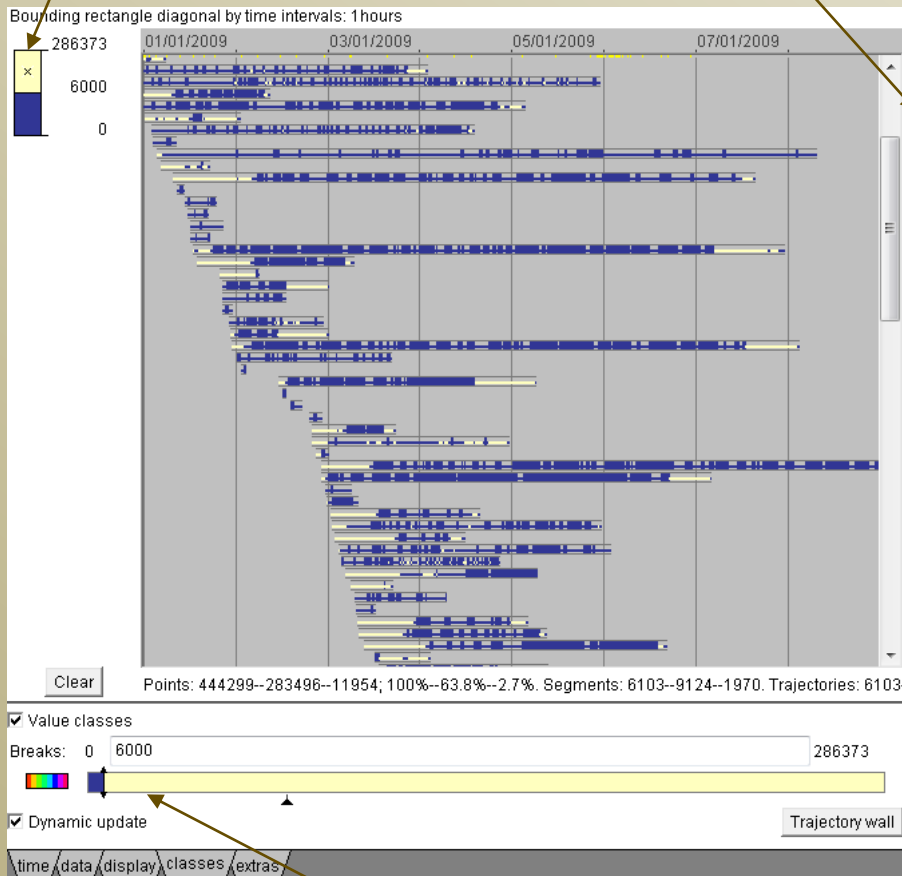 Bounding rectangle diagonal by time intervals: 1hours
286373
6000
0
01/01/2009 03/01/2009 05/01/2009 07/01/2009
Clear
Points: 444299--283496--11954; 100%--63.8%--2.7%. Segments: 6103--9124--1970. Trajectories: 6103-
Value classes
Breaks: 0 6000 286373
Dynamic update
Trajectory wall
time data display classes extras